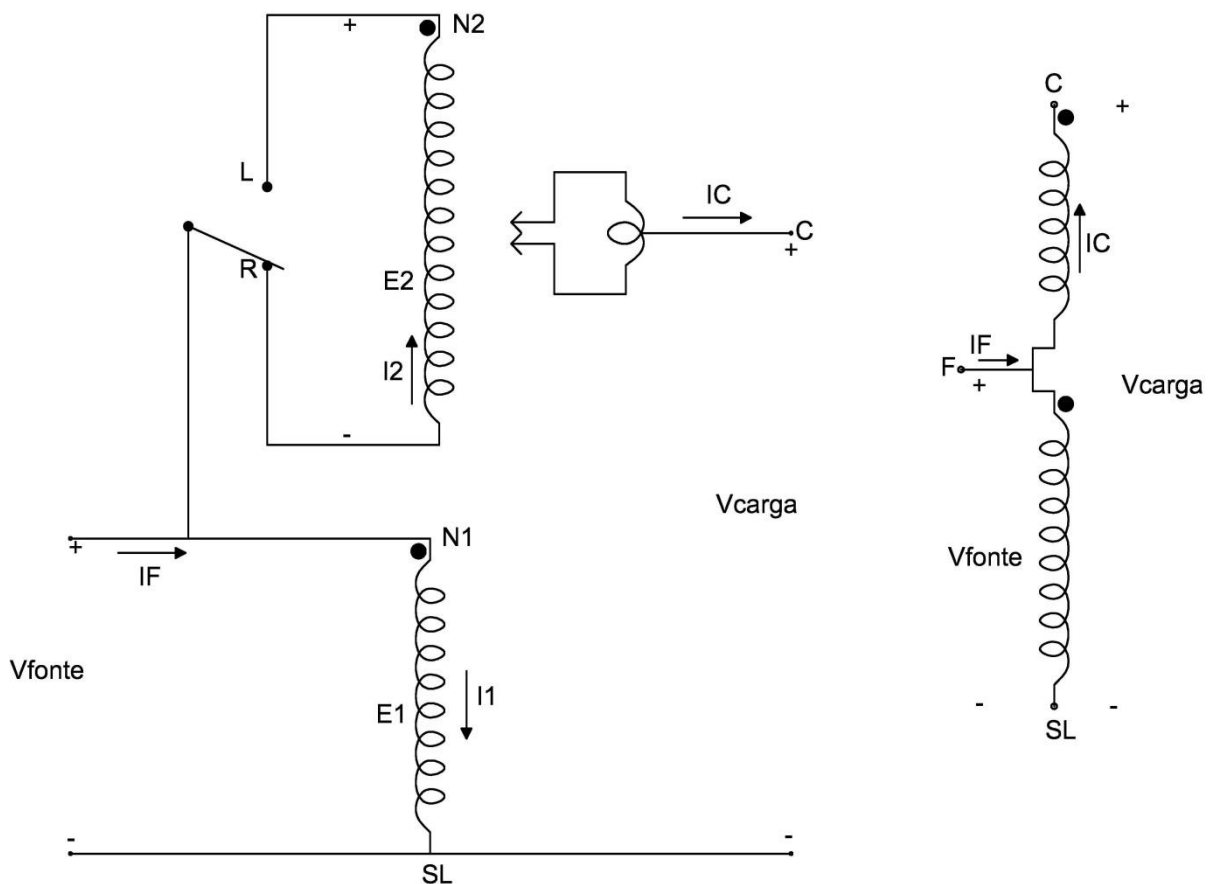 +
N2
L
R
E2
I2
-
IC
C
+
+
IF
N1
Vfonte
E1
I1
Vcarga
-
SL
-
C
+
IC
IF
F
+
Vcarga
Vfonte
-
SL
-